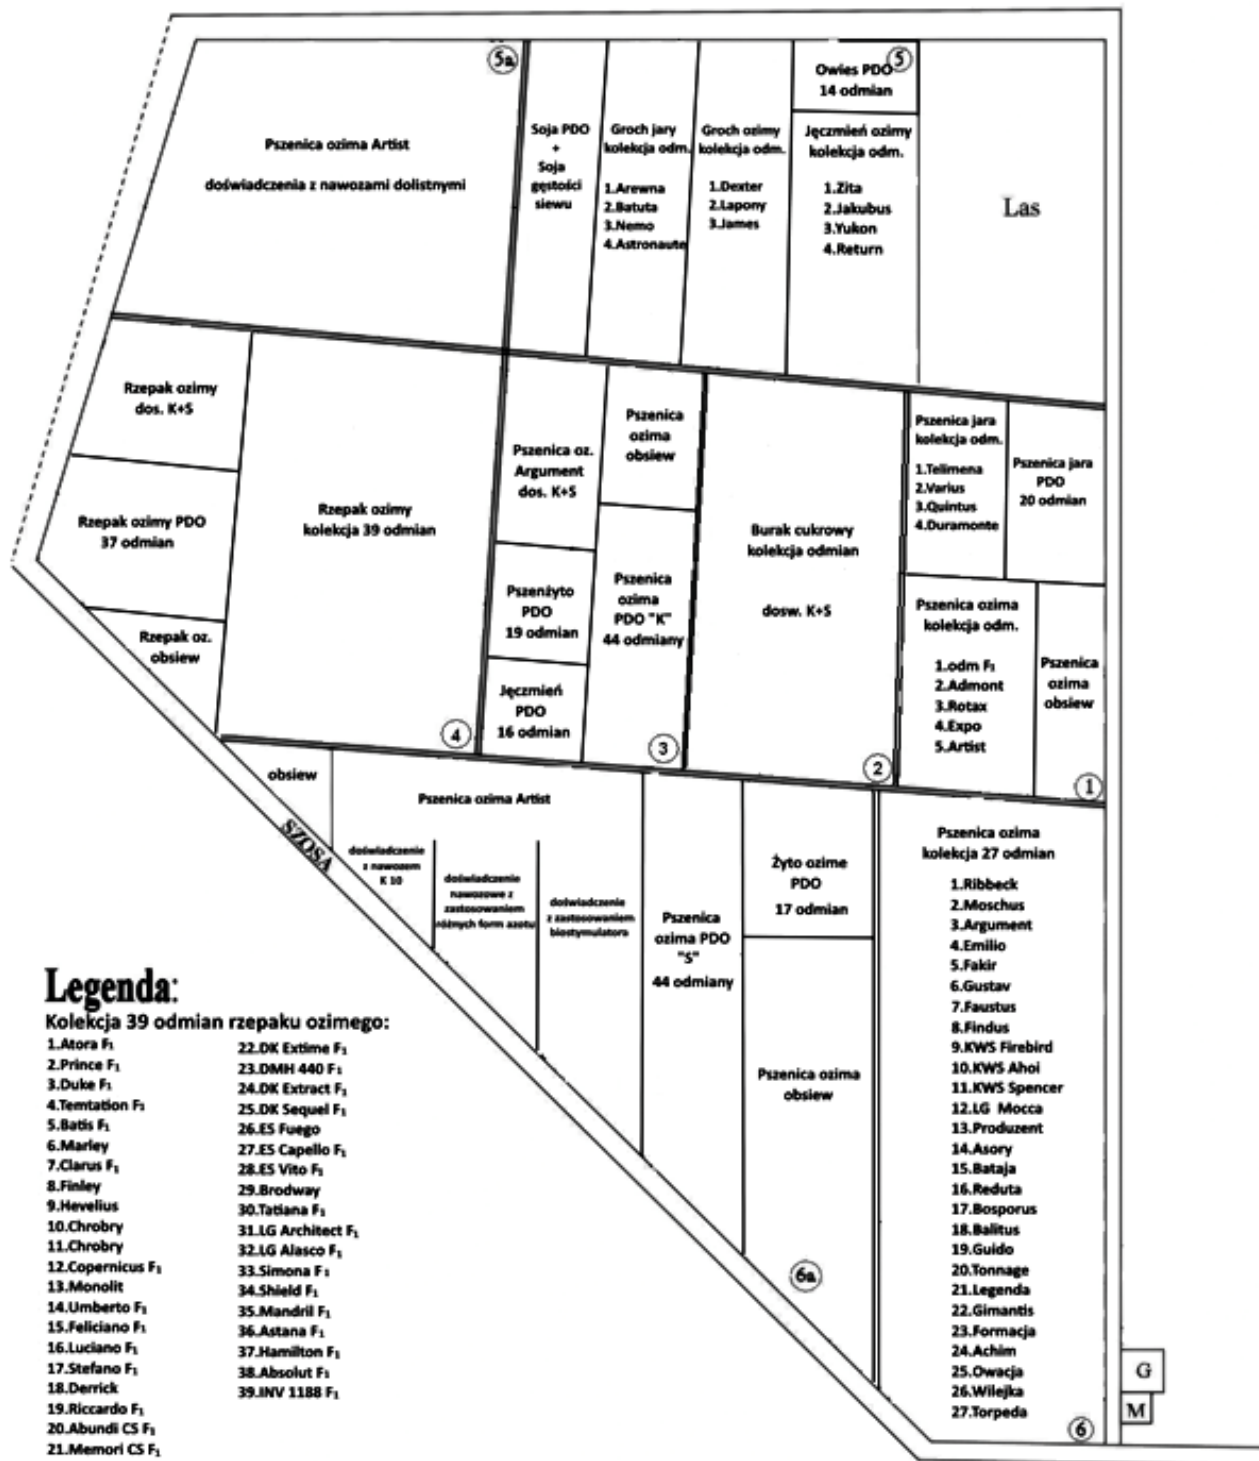 5a
Pszenica ozima Artist
doświadczenia z nawozami dolistnymi
Soja PDO
+
Soja
gęstości
siewu
Groch jary
kolekcja odm.
1.Arewna
2.Batuta
3.Nemo
4.Astronaute
Groch ozimy
kolekcja odm.
1.Dexter
2.Lapony
3.James
5
Owies PDO
14 odmian
Jęczmień ozimy
kolekcja odm.
1.Zita
2.Jakubus
3.Yukon
4.Return
Las
Rzepak ozimy
dos. K+S
Rzepak ozimy PDO
37 odmian
Rzepak oz.
obsiew
Rzepak ozimy
kolekcja 39 odmian
4
Pszenica oz.
Argument
dos. K+S
Pszenżyto
PDO
19 odmian
Jęczmień
PDO
16 odmian
Pszenica
ozima
obsiew
Pszenica
ozima
PDO "K"
44 odmiany
3
Burak cukrowy
kolekcja odmian
dosw. K+S
2
Pszenica jara
kolekcja odm.
1.Telimena
2.Varius
3.Quintus
4.Duramonte
Pszenica jara
PDO
20 odmian
Pszenica ozima
kolekcja odm.
1.odm F₁
2.Admont
3.Rotax
4.Expo
5.Artist
Pszenica
ozima
obsiew
1
obsiew
SZOSA
Pszenica ozima Artist
doświadczenie
z nawozem
K 10
doświadczenie
nawozowe z
zastosowaniem
różnych form azotu
doświadczenie
z zastosowaniem
biostymulatora
Pszenica
ozima PDO
"S"
44 odmiany
Żyto ozime
PDO
17 odmian
Pszenica ozima
obsiew
6a
Pszenica ozima
kolekcja 27 odmian
1.Ribbeck
2.Moschus
3.Argument
4.Emilio
5.Fakir
6.Gustav
7.Faustus
8.Findus
9.KWS Firebird
10.KWS Ahoi
11.KWS Spencer
12.LG Mocca
13.Produzent
14.Asory
15.Bataja
16.Reduta
17.Bosporus
18.Balitus
19.Guido
20.Tonnage
21.Legenda
22.Gimantis
23.Formacja
24.Achim
25.Owacja
26.Wilejka
27.Torpeda
6
G
M
Legenda:
Kolekcja 39 odmian rzepaku ozimego:
1.Atora F₁
2.Prince F₁
3.Duke F₁
4.Temtation F₁
5.Batis F₁
6.Marley
7.Clarus F₁
8.Finley
9.Hevelius
10.Chrobry
11.Chrobry
12.Copernicus F₁
13.Monolit
14.Umberto F₁
15.Feliciano F₁
16.Luciano F₁
17.Stefano F₁
18.Derrick
19.Riccardo F₁
20.Abundi CS F₁
21.Memori CS F₁
22.DK Extime F₁
23.DMH 440 F₁
24.DK Extract F₁
25.DK Sequel F₁
26.ES Fuego
27.ES Capello F₁
28.ES Vito F₁
29.Brodway
30.Tatiana F₁
31.LG Architect F₁
32.LG Alasco F₁
33.Simona F₁
34.Shield F₁
35.Mandril F₁
36.Astana F₁
37.Hamilton F₁
38.Absolut F₁
39.INV 1188 F₁